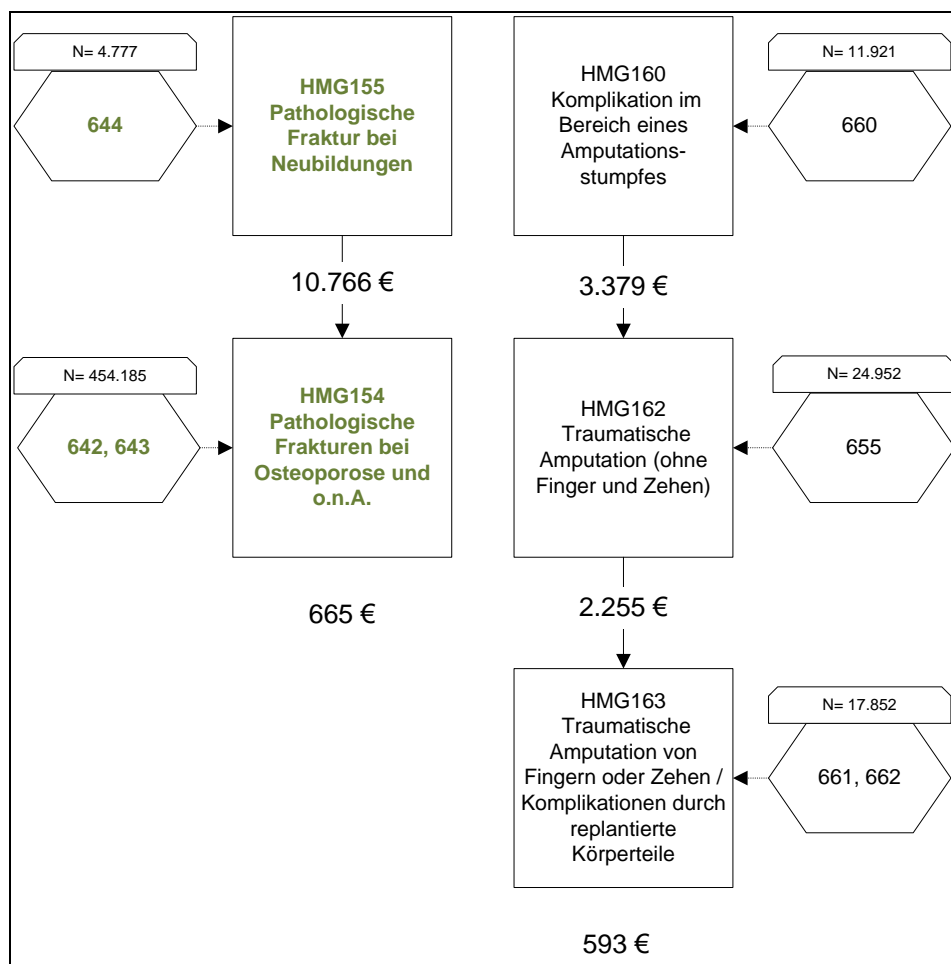 N= 4.777
644
HMG155
Pathologische
Fraktur bei
Neubildungen
10.766 €
N= 454.185
642, 643
HMG154
Pathologische
Frakturen bei
Osteoporose und
o.n.A.
665 €
HMG160
Komplikation im
Bereich eines
Amputations-
stumpfes
N= 11.921
660
3.379 €
HMG162
Traumatische
Amputation (ohne
Finger und Zehen)
N= 24.952
655
2.255 €
HMG163
Traumatische
Amputation von
Fingern oder Zehen /
Komplikationen durch
replantierte
Körperteile
N= 17.852
661, 662
593 €